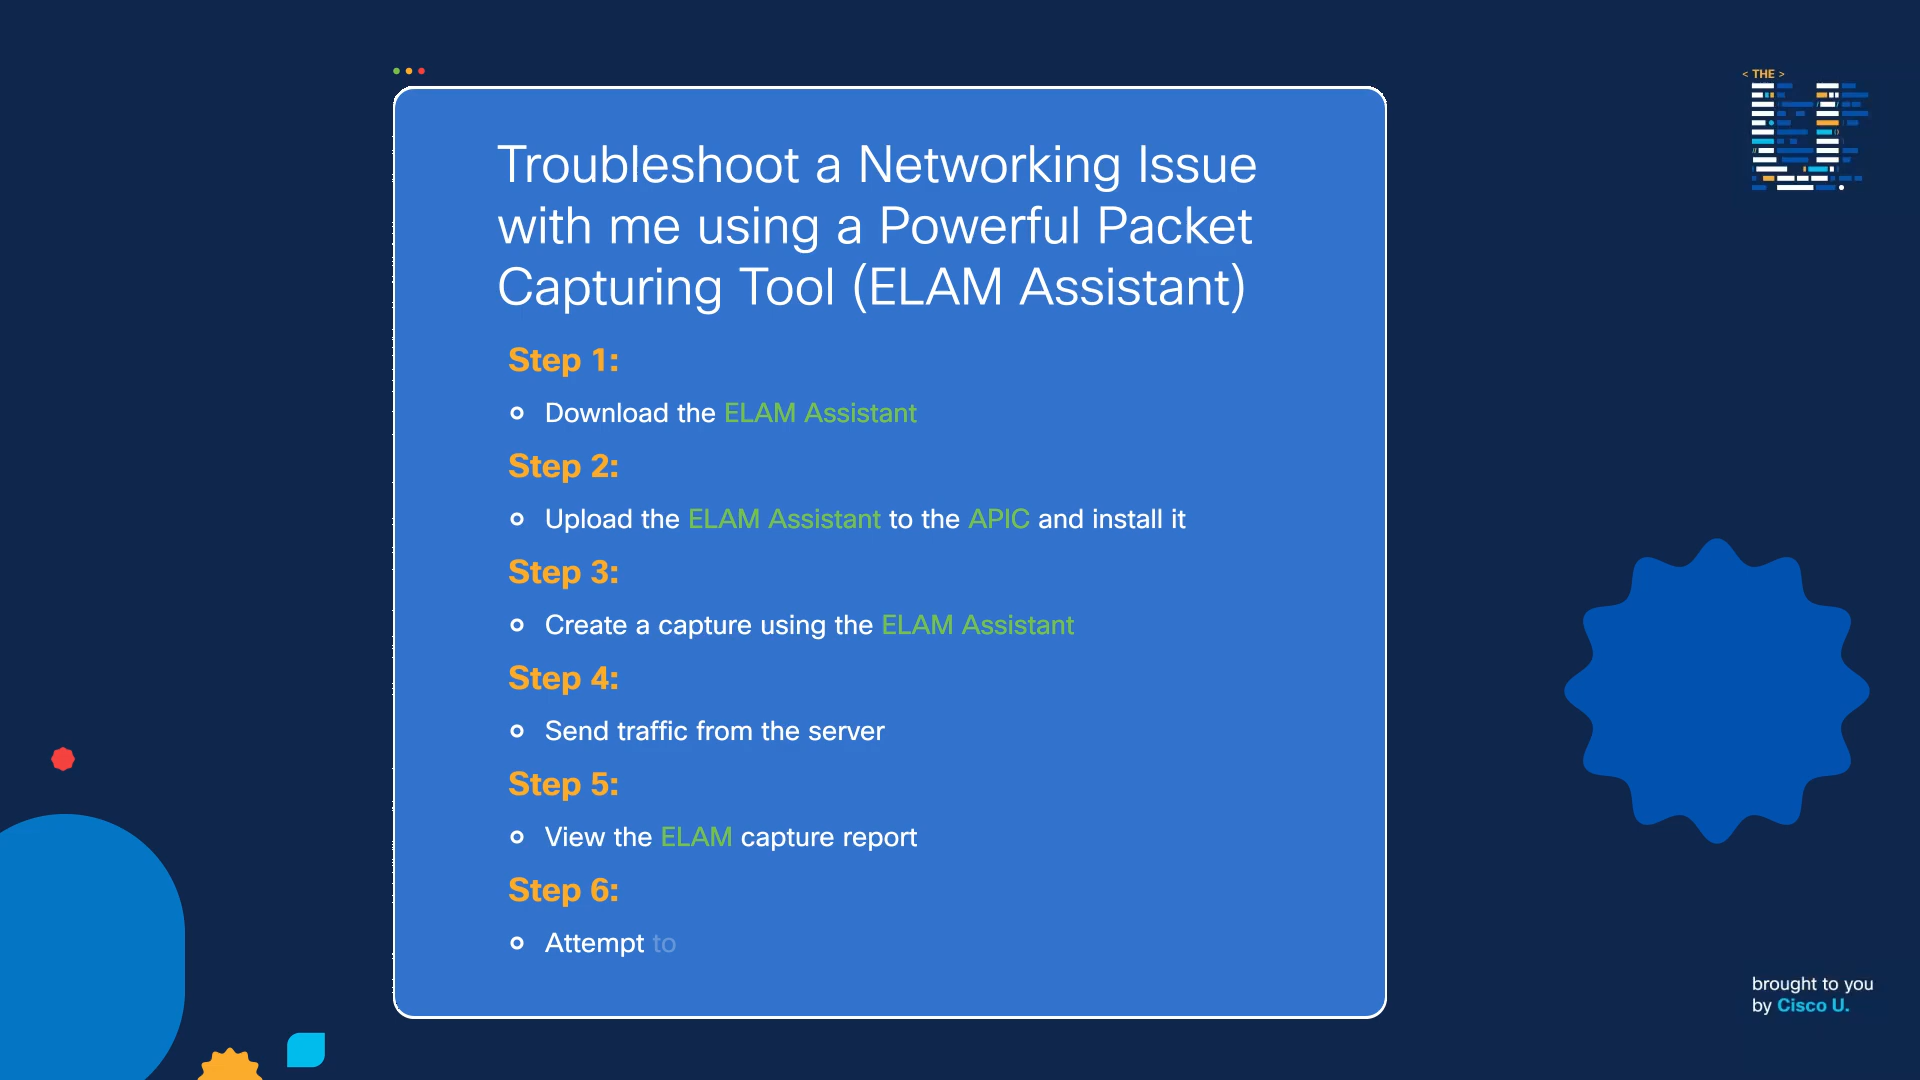 < THE >
Troubleshoot a Networking Issue
with me using a Powerful Packet
Capturing Tool (ELAM Assistant)
Step 1:
Download the ELAM Assistant
Step 2:
Upload the ELAM Assistant to the APIC and install it
Step 3:
Create a capture using the ELAM Assistant
Step 4:
Send traffic from the server
Step 5:
View the ELAM capture report
Step 6:
Attempt to
brought to you
by Cisco U.